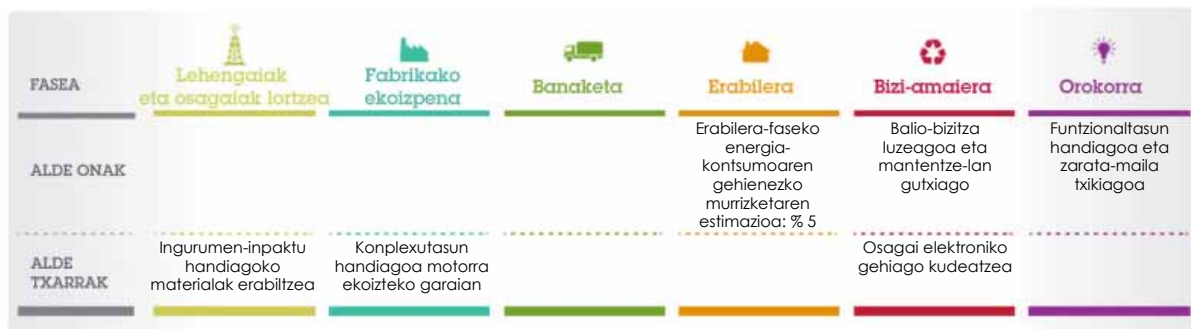 FASEA
Lehengaiak
eta osagaiak lortzea
Fabrikako
ekoizpena
Banaketa
Erabilera
Bizi-amaiera
Orokorra
ALDE ONAK
Erabilera-faseko
energia-
kontsumoaren
gehienezko
murrizketaren
estimazioa: % 5
Balio-bizitza
luzeagoa eta
mantentze-lan
gutxiago
Funtzionaltasun
handiagoa eta
zarata-maila
txikiagoa
ALDE
TXARRAK
Ingurumen-inpaktu
handiagoko
materialak erabiltzea
Konplexutasun
handiagoa motorra
ekoizteko garaian
Osagai elektroniko
gehiago kudeatzea